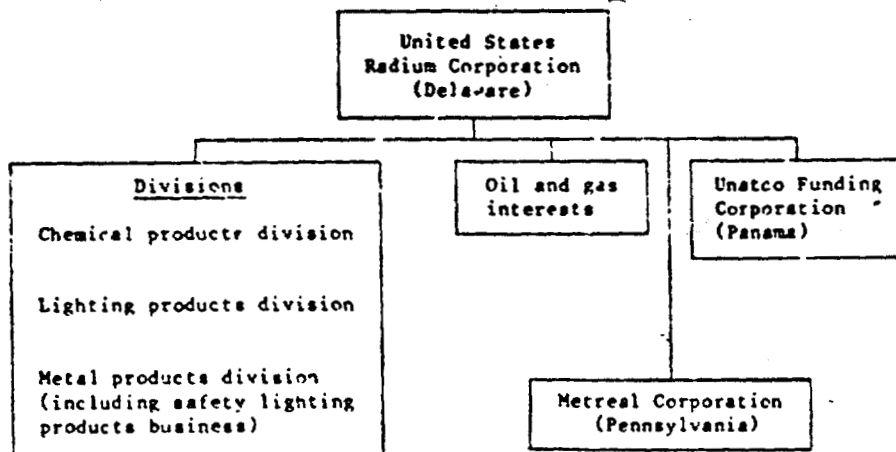 United States
Radium Corporation
(Delaware)
Divisions
Chemical products division
Lighting products division
Metal products division
(including safety lighting
products business)
Oil and gas
interests
Unatco Funding
Corporation
(Panama)
Metreal Corporation
(Pennsylvania)